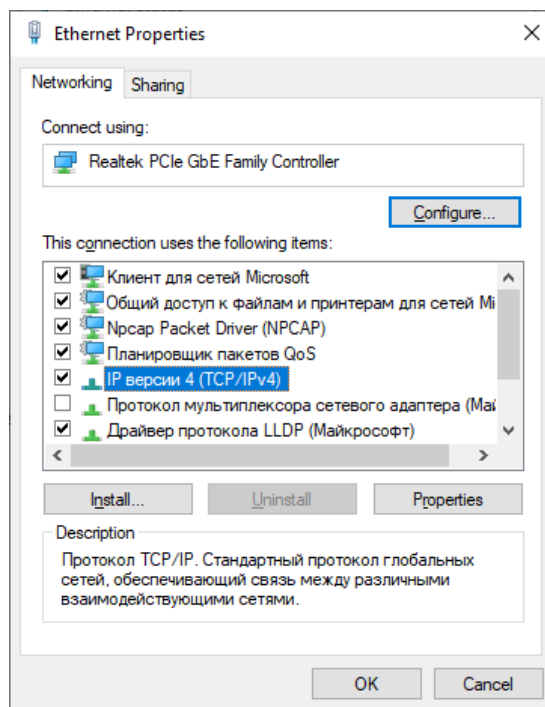 Ethernet Properties
Networking
Sharing
Connect using:
Realtek PCIe GbE Family Controller
Configure...
This connection uses the following items:
Клиент для сетей Microsoft
Общий доступ к файлам и принтерам для сетей Mi
Npcap Packet Driver (NPCAP)
Планировщик пакетов QoS
IP версии 4 (TCP/IPv4)
Протокол мультиплексора сетевого адаптера (Май
Драйвер протокола LLDP (Майкрософт)
Install...
Uninstall
Properties
Description
Протокол TCP/IP. Стандартный протокол глобальных
сетей, обеспечивающий связь между различными
взаимодействующими сетями.
OK
Cancel